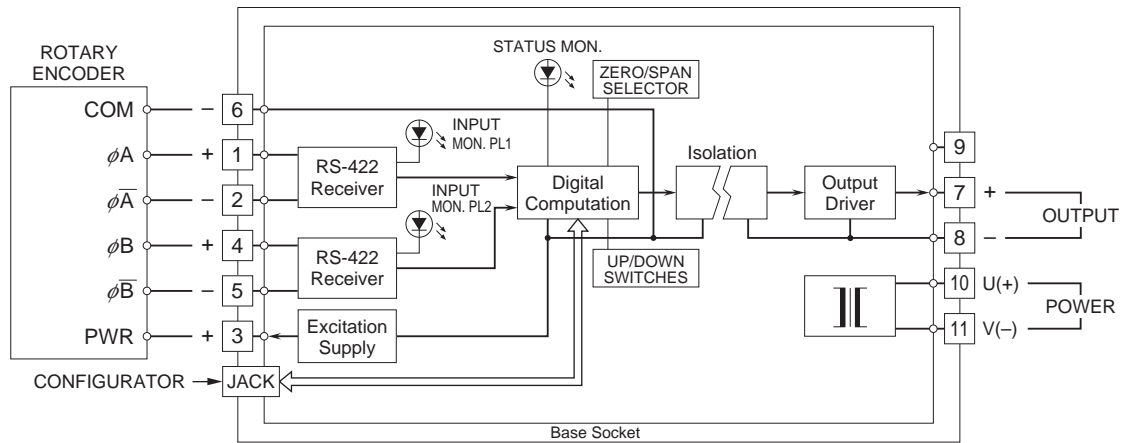 ROTARY
ENCODER
COM
φA
φA̅
φB
φB̅
PWR
CONFIGURATOR
−
+
−
+
−
+
6
1
2
4
5
3
JACK
STATUS MON.
ZERO/SPAN
SELECTOR
INPUT
MON. PL1
RS-422
Receiver
INPUT
MON. PL2
RS-422
Receiver
Excitation
Supply
Digital
Computation
UP/DOWN
SWITCHES
Isolation
Output
Driver
9
7
8
10
11
+
−
OUTPUT
U(+)
V(–)
POWER
Base Socket